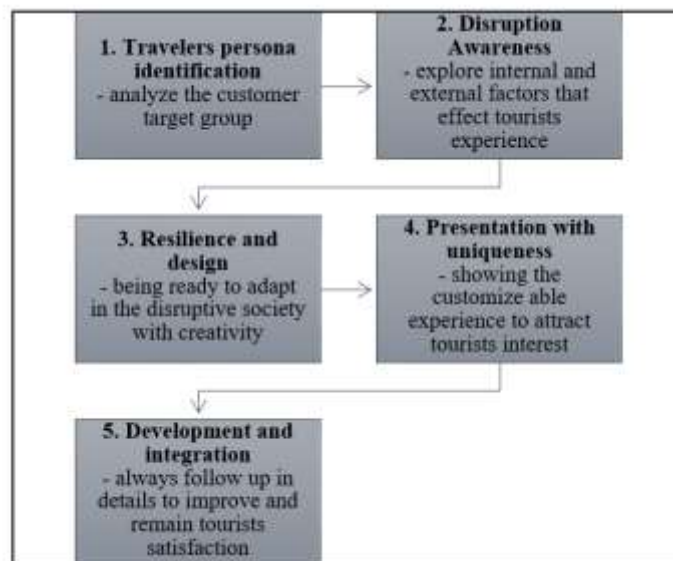 1. Travelers persona
identification
- analyze the customer
target group
2. Disruption
Awareness
- explore internal and
external factors that
effect tourists
experience
3. Resilience and
design
- being ready to adapt
in the disruptive society
with creativity
4. Presentation with
uniqueness
- showing the
customize able
experience to attract
tourists interest
5. Development and
integration
- always follow up in
details to improve and
remain tourists
satisfaction